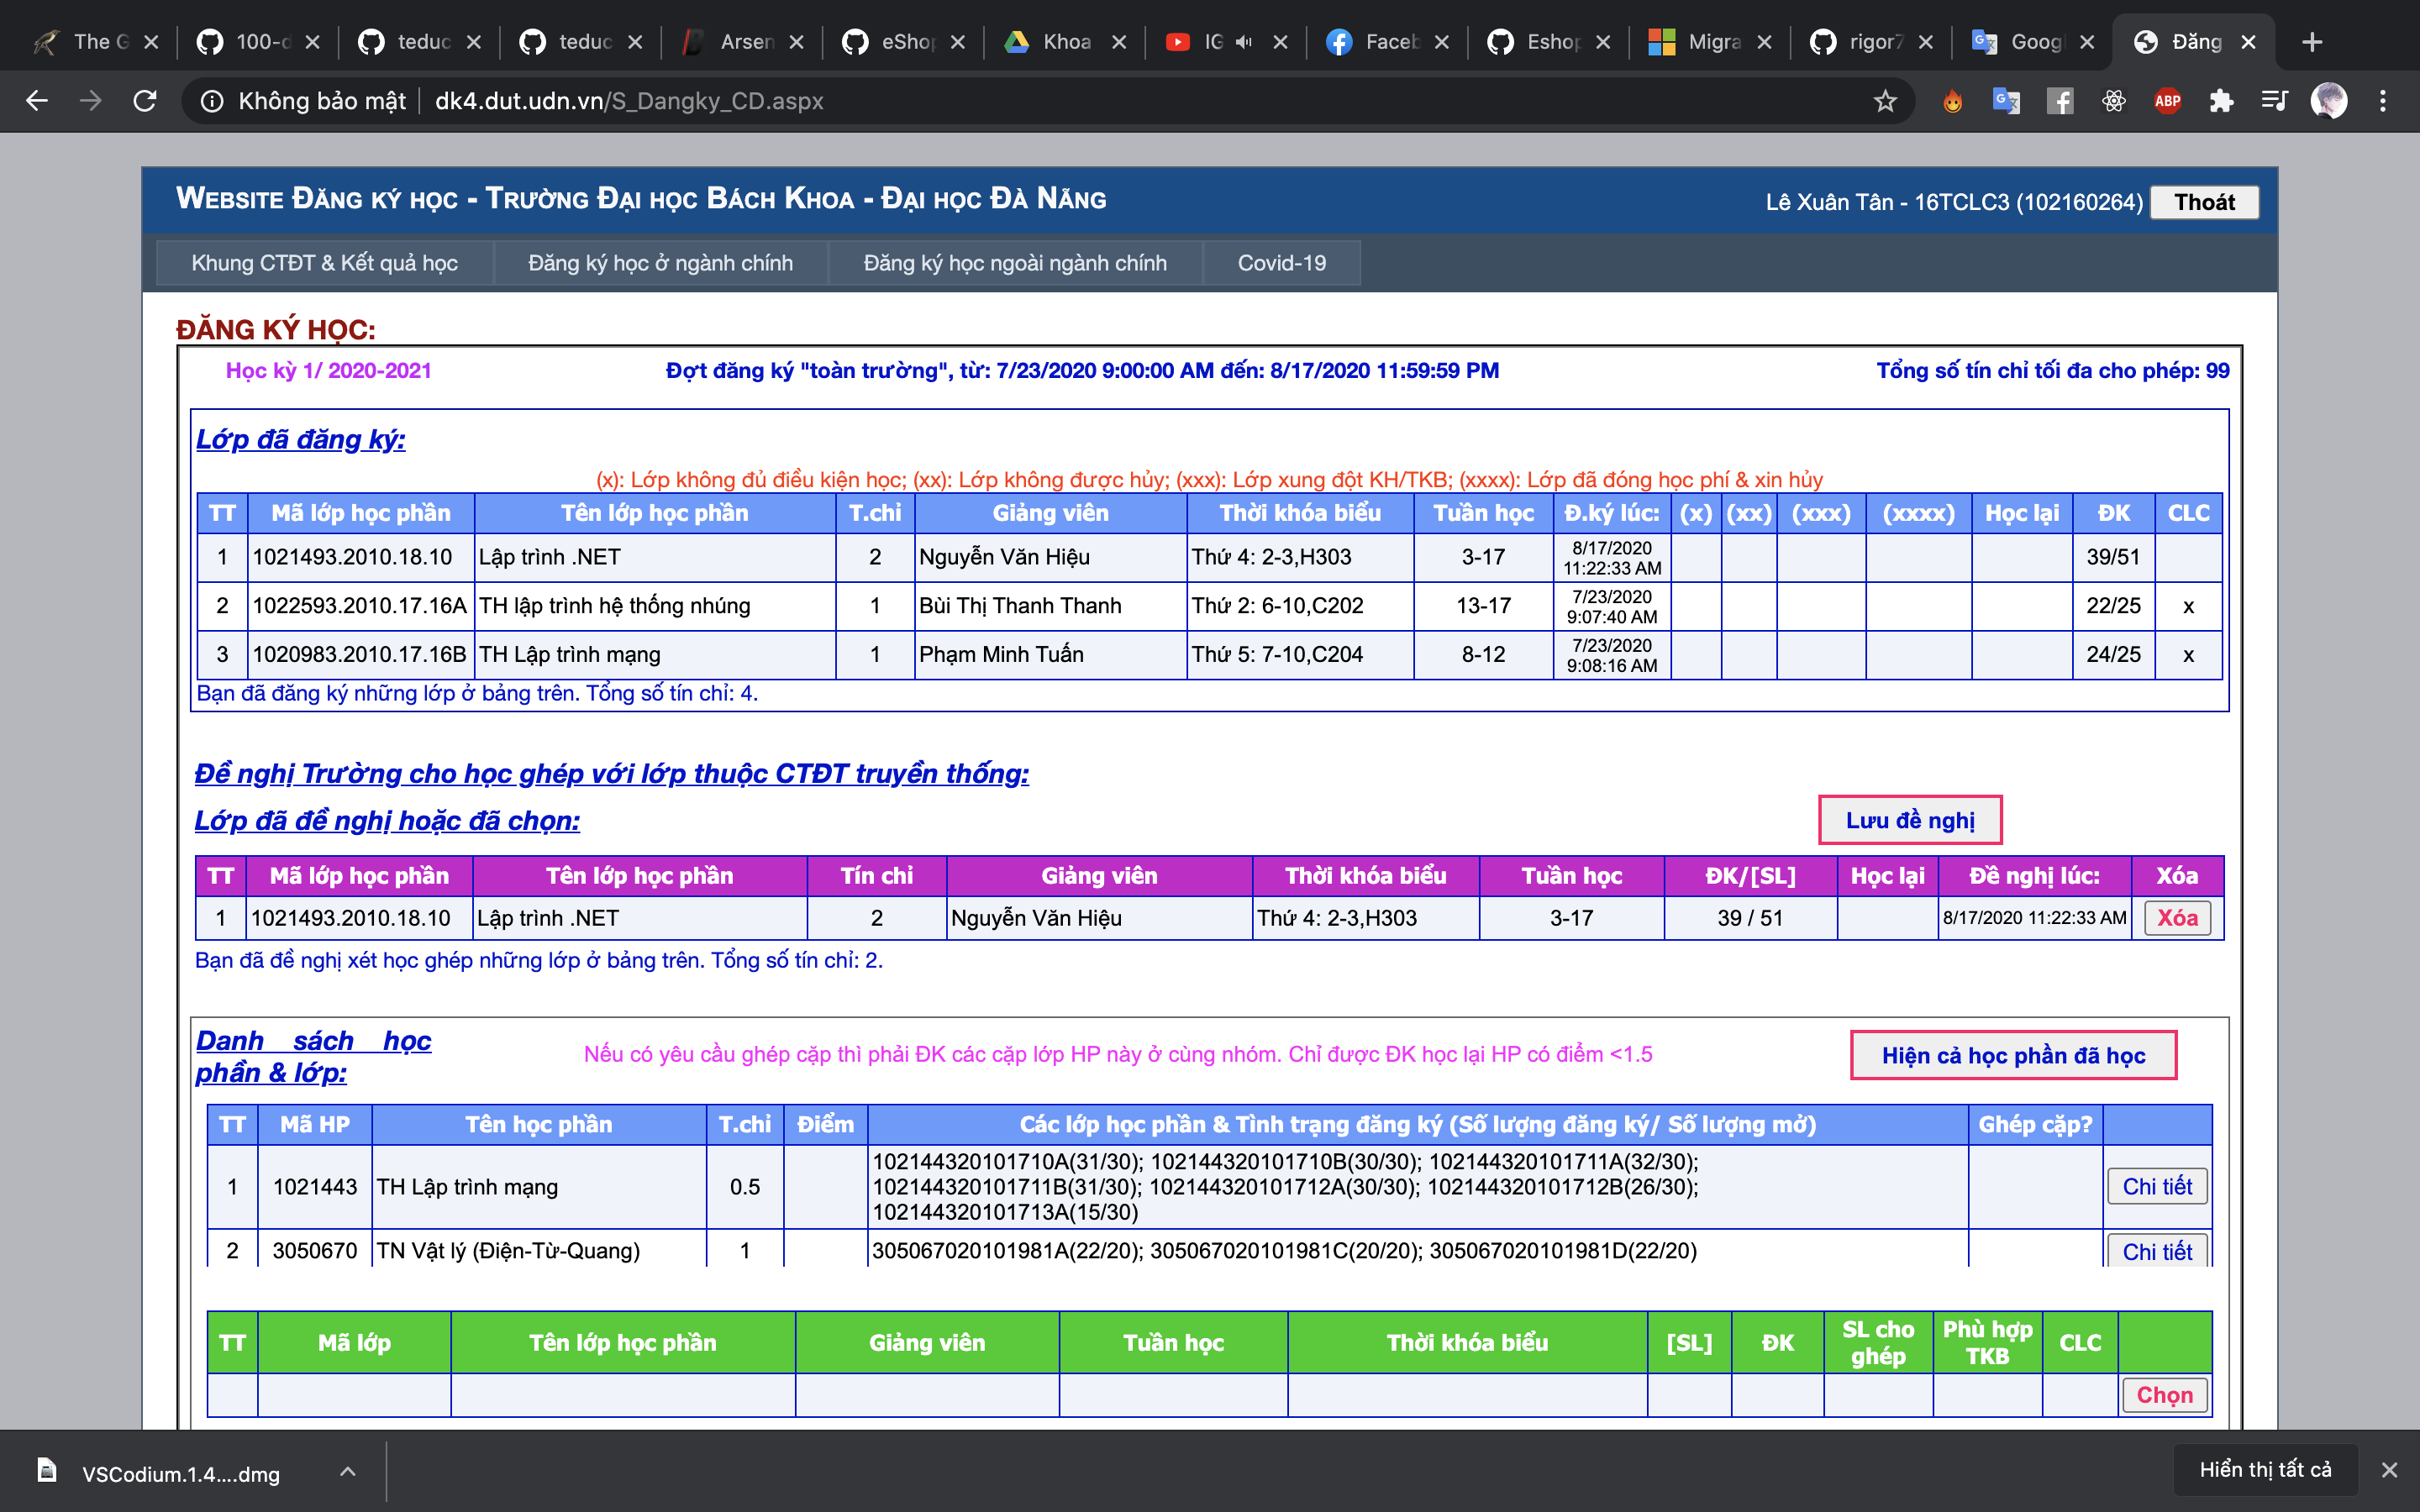 The G
100-d
teduc
teduc
Arsen
eShop
Khoa
IG
Faceb
Eshop
Migra
rigor7
Googl
Đăng
Không bảo mật
dk4.dut.udn.vn/S_Dangky_CD.aspx
ABP
WEBSITE ĐĂNG KÝ HỌC - TRƯỜNG ĐẠI HỌC BÁCH KHOA - ĐẠI HỌC ĐÀ NẴNG
Lê Xuân Tân - 16TCLC3 (102160264) Thoát
Khung CTĐT & Kết quả học Đăng ký học ở ngành chính Đăng ký học ngoài ngành chính Covid-19
ĐĂNG KÝ HỌC:
Học kỳ 1/ 2020-2021 Đợt đăng ký "toàn trường", từ: 7/23/2020 9:00:00 AM đến: 8/17/2020 11:59:59 PM Tổng số tín chỉ tối đa cho phép: 99
Lớp đã đăng ký:
(x): Lớp không đủ điều kiện học; (xx): Lớp không được hủy; (xxx): Lớp xung đột KH/TKB; (xxxx): Lớp đã đóng học phí & xin hủy
TT Mã lớp học phần Tên lớp học phần T.chỉ Giảng viên Thời khóa biểu Tuần học Đ.ký lúc: (x) (xx) (xxx) (xxxx) Học lại ĐK CLC
1 1021493.2010.18.10 Lập trình .NET 2 Nguyễn Văn Hiệu Thứ 4: 2-3,H303 3-17 8/17/2020 11:22:33 AM 39/51
2 1022593.2010.17.16A TH lập trình hệ thống nhúng 1 Bùi Thị Thanh Thanh Thứ 2: 6-10,C202 13-17 7/23/2020 9:07:40 AM 22/25 x
3 1020983.2010.17.16B TH Lập trình mạng 1 Phạm Minh Tuấn Thứ 5: 7-10,C204 8-12 7/23/2020 9:08:16 AM 24/25 x
Bạn đã đăng ký những lớp ở bảng trên. Tổng số tín chỉ: 4.
Đề nghị Trường cho học ghép với lớp thuộc CTĐT truyền thống:
Lớp đã đề nghị hoặc đã chọn:
Lưu đề nghị
TT Mã lớp học phần Tên lớp học phần Tín chỉ Giảng viên Thời khóa biểu Tuần học ĐK/[SL] Học lại Đề nghị lúc: Xóa
1 1021493.2010.18.10 Lập trình .NET 2 Nguyễn Văn Hiệu Thứ 4: 2-3,H303 3-17 39 / 51 8/17/2020 11:22:33 AM Xóa
Bạn đã đề nghị xét học ghép những lớp ở bảng trên. Tổng số tín chỉ: 2.
Danh sách học
phần & lớp:
Nếu có yêu cầu ghép cặp thì phải ĐK các cặp lớp HP này ở cùng nhóm. Chỉ được ĐK học lại HP có điểm <1.5
Hiện cả học phần đã học
TT Mã HP Tên học phần T.chỉ Điểm Các lớp học phần & Tình trạng đăng ký (Số lượng đăng ký/ Số lượng mở) Ghép cặp?
1 1021443 TH Lập trình mạng 0.5 102144320101710A(31/30); 102144320101710B(30/30); 102144320101711A(32/30);
102144320101711B(31/30); 102144320101712A(30/30); 102144320101712B(26/30);
102144320101713A(15/30)
Chi tiết
2 3050670 TN Vật lý (Điện-Từ-Quang) 1 305067020101981A(22/20); 305067020101981C(20/20); 305067020101981D(22/20) Chi tiết
TT Mã lớp Tên lớp học phần Giảng viên Tuần học Thời khóa biểu [SL] ĐK SL cho ghép Phù hợp TKB CLC
Chọn
VSCodium.1.4....dmg
Hiển thị tất cả